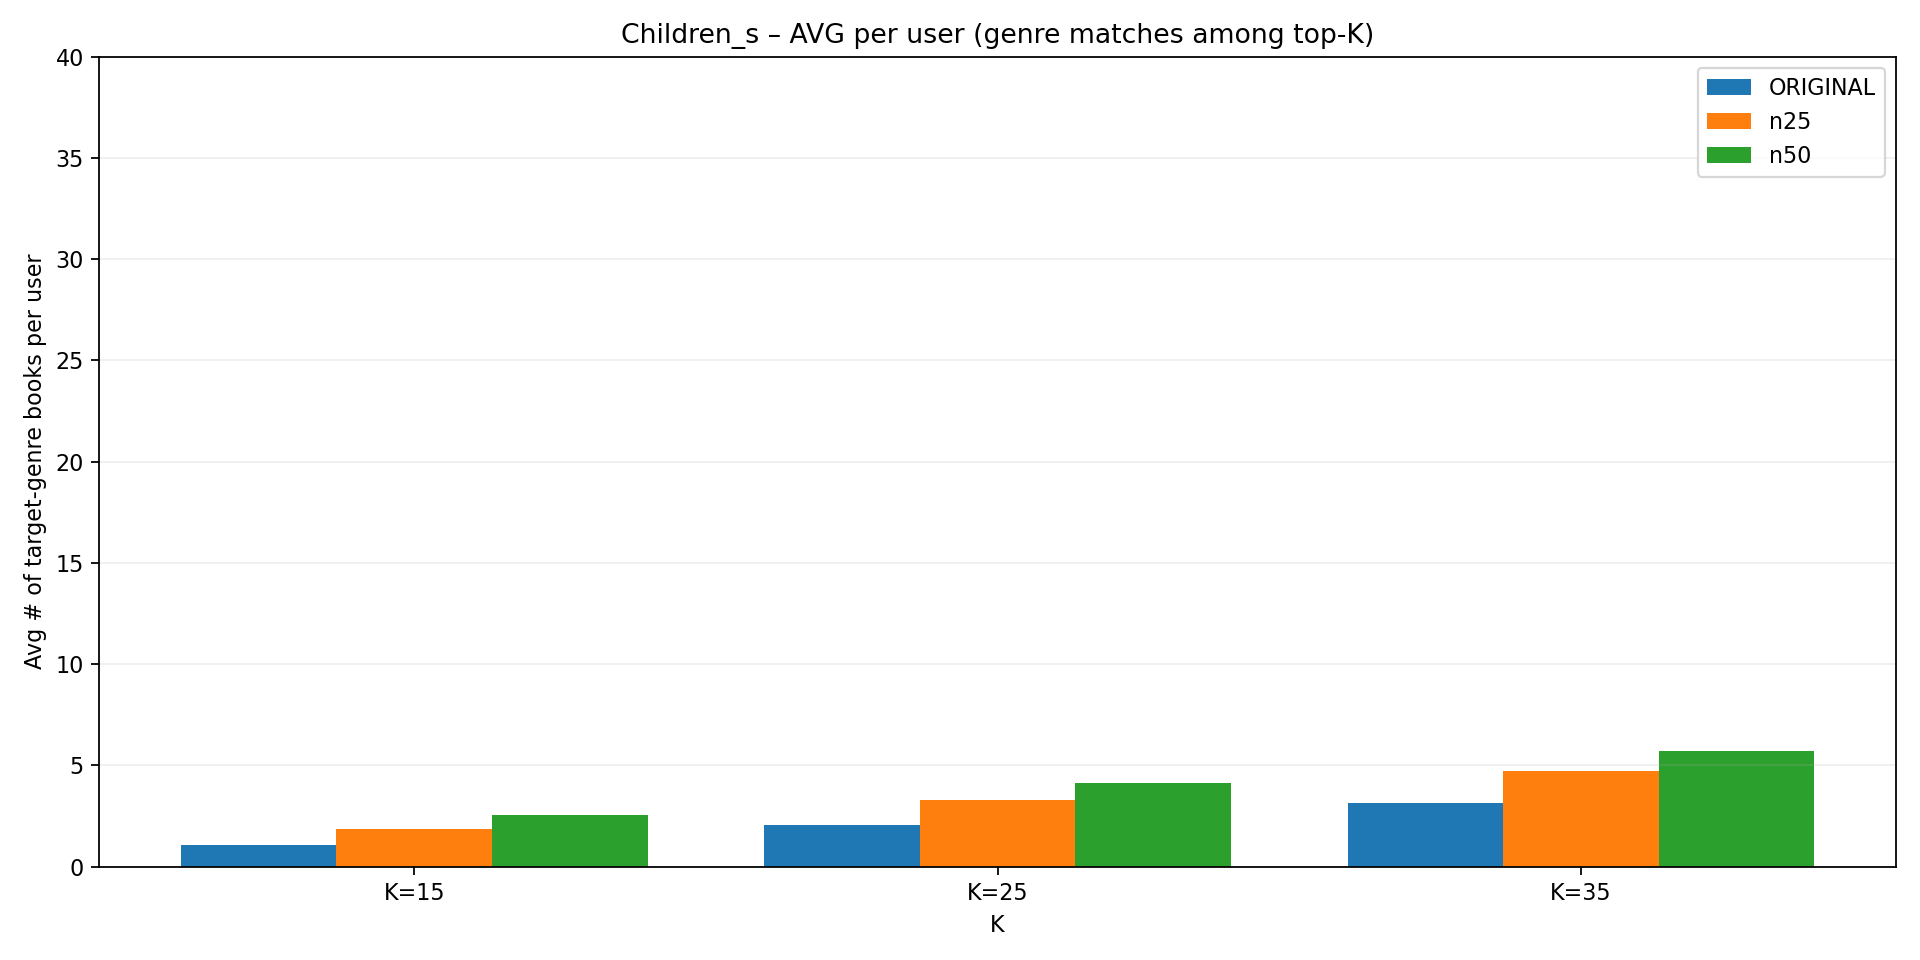 Children_s – AVG per user (genre matches among top-K)
ORIGINAL
n25
n50
Avg # of target-genre books per user
40
35
30
25
20
15
10
5
0
K=15
K=25
K=35
K